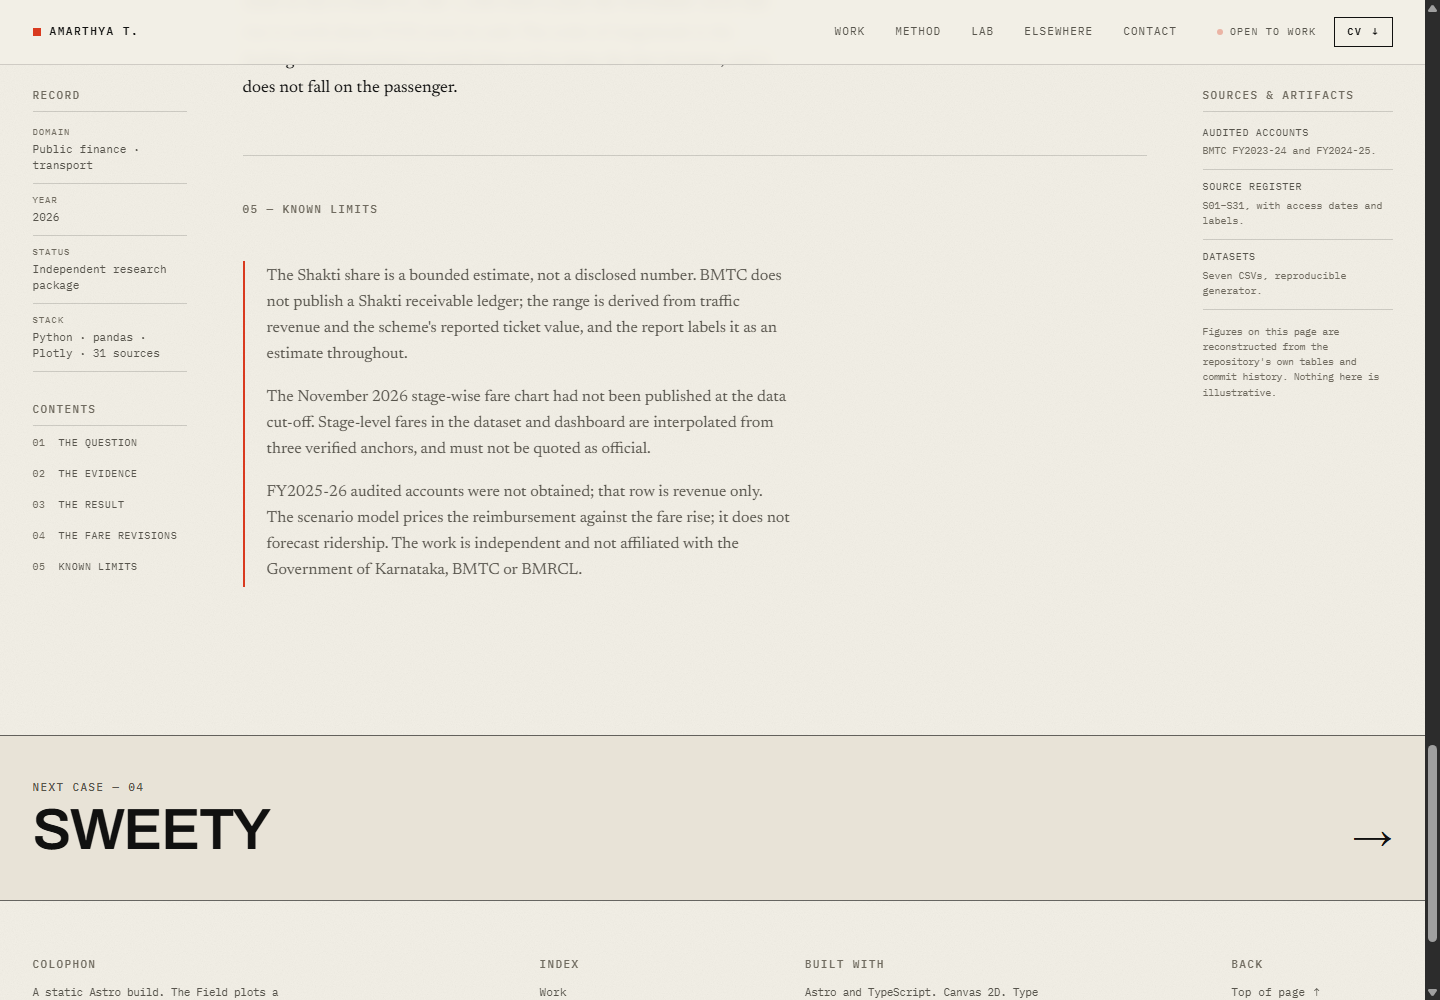 AMARTHYA T.
WORK METHOD LAB ELSEWHERE CONTACT OPEN TO WORK CV ↓
RECORD
DOMAIN
Public finance ·
transport
YEAR
2026
STATUS
Independent research
package
STACK
Python · pandas ·
Plotly · 31 sources
CONTENTS
01 THE QUESTION
02 THE EVIDENCE
03 THE RESULT
04 THE FARE REVISIONS
05 KNOWN LIMITS
does not fall on the passenger.
05 — KNOWN LIMITS
The Shakti share is a bounded estimate, not a disclosed number. BMTC does
not publish a Shakti receivable ledger; the range is derived from traffic
revenue and the scheme's reported ticket value, and the report labels it as an
estimate throughout.
The November 2026 stage-wise fare chart had not been published at the data
cut-off. Stage-level fares in the dataset and dashboard are interpolated from
three verified anchors, and must not be quoted as official.
FY2025-26 audited accounts were not obtained; that row is revenue only.
The scenario model prices the reimbursement against the fare rise; it does not
forecast ridership. The work is independent and not affiliated with the
Government of Karnataka, BMTC or BMRCL.
SOURCES & ARTIFACTS
AUDITED ACCOUNTS
BMTC FY2023-24 and FY2024-25.
SOURCE REGISTER
S01–S31, with access dates and
labels.
DATASETS
Seven CSVs, reproducible
generator.
Figures on this page are
reconstructed from the
repository's own tables and
commit history. Nothing here is
illustrative.
NEXT CASE — 04
SWEETY
→
COLOPHON
A static Astro build. The Field plots a
INDEX
Work
BUILT WITH
Astro and TypeScript. Canvas 2D. Type
BACK
Top of page ↑